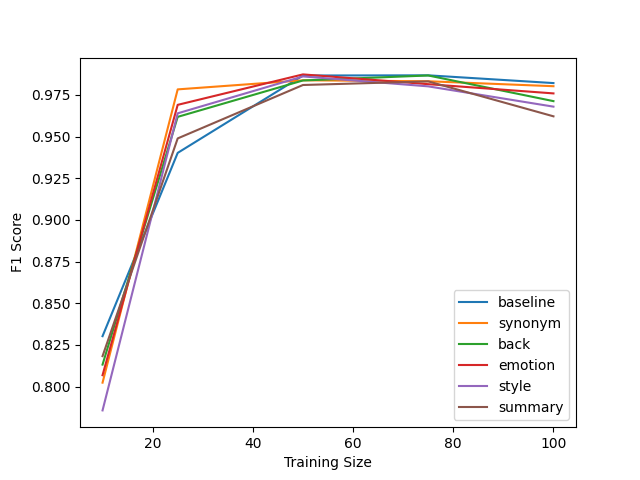 0.975
0.950
0.925
0.900
0.875
0.850
0.825
0.800
F1 Score
20 40 60 80 100
Training Size
baseline
synonym
back
emotion
style
summary